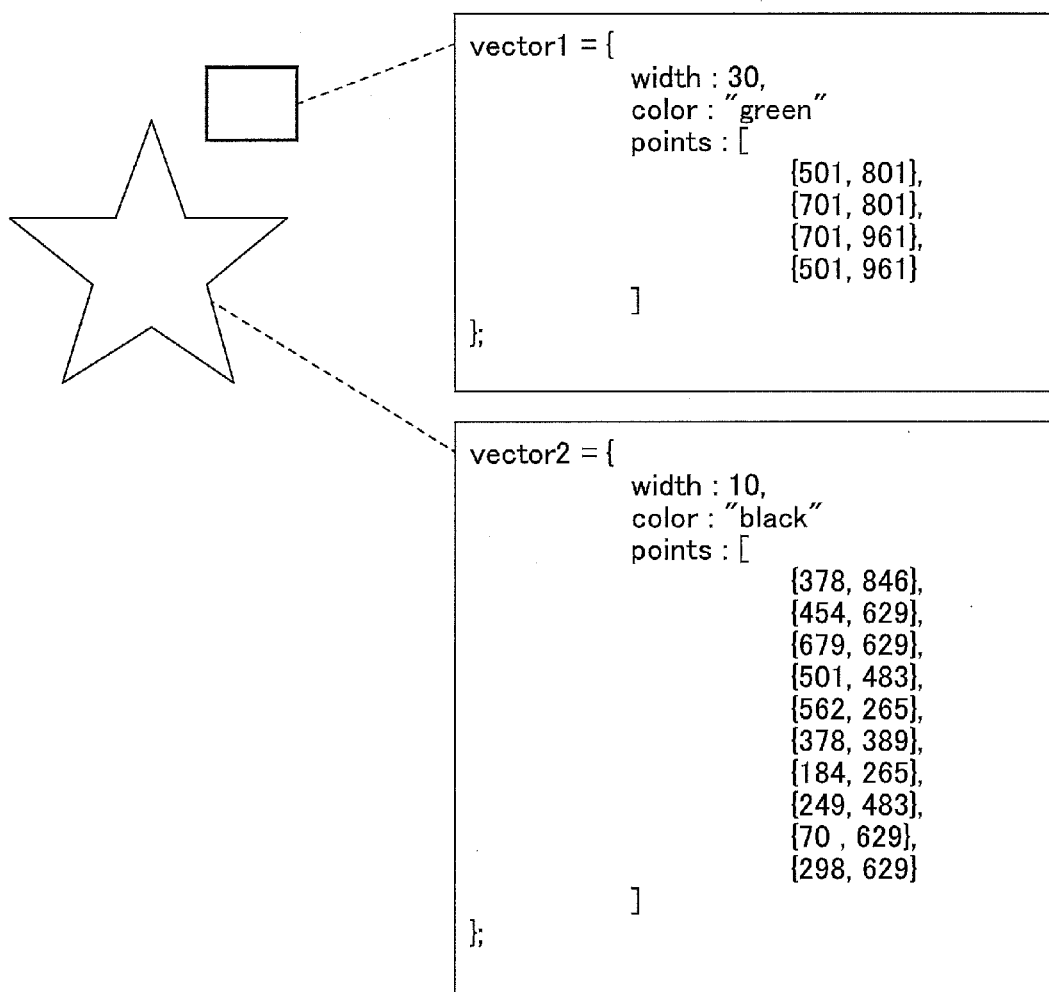 vector1 = {
width : 30,
color : "green"
points : [
{501, 801},
{701, 801},
{701, 961},
{501, 961}
]
};
vector2 = {
width : 10,
color : "black"
points : [
{378, 846},
{454, 629},
{679, 629},
{501, 483},
{562, 265},
{378, 389},
{184, 265},
{249, 483},
{70 , 629},
{298, 629}
]
};